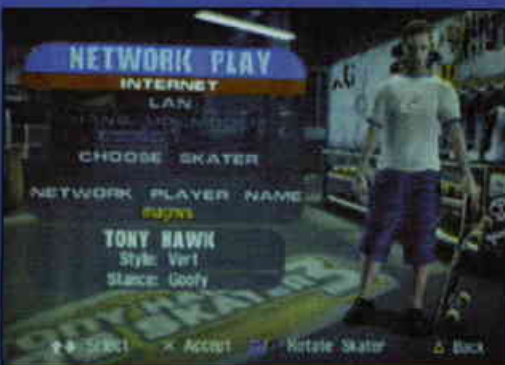 NETWORK PLAY
INTERNET
LAN
CHOOSE SKATER
NETWORK PLAYER NAME
magnus
TONY HAWK
Style: Vert
Stance: Goofy
Select × Accept Rotate Skater △ Back